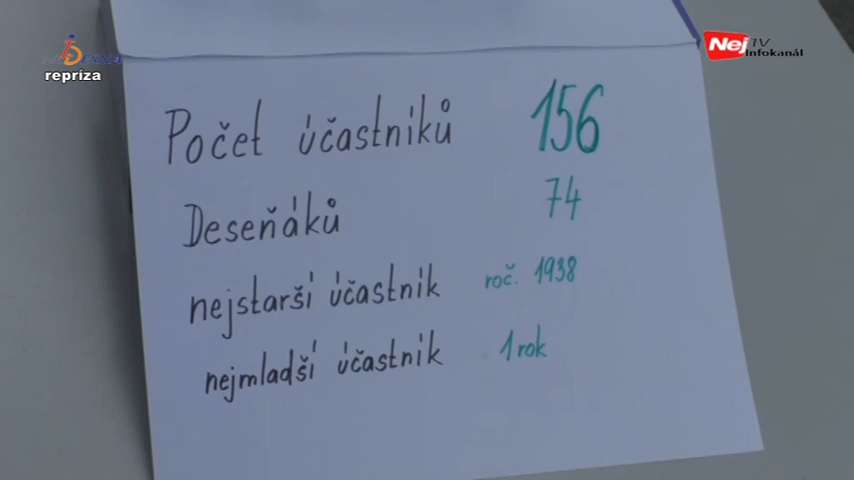 repríza
Nej TV
Infokanál
Počet účastníků 156
Deseňáků 74
nejstarší účastník roč. 1938
nejmladší účastník 1 rok